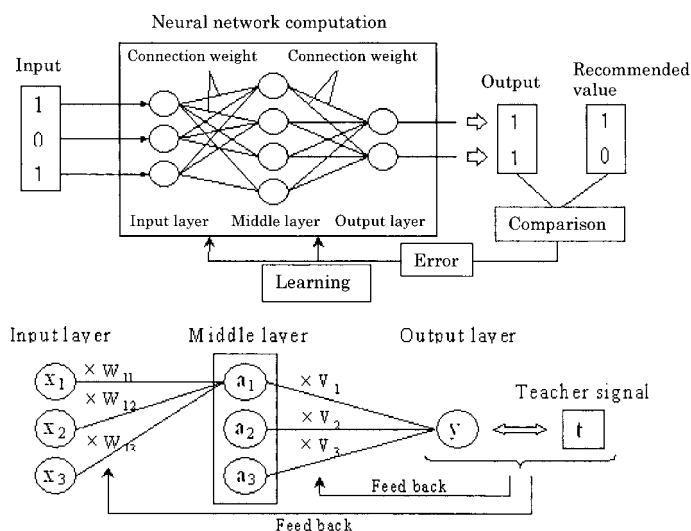 Neural network computation
Input
Connection weight
Connection weight
Output
Recommended
value
1
0
1
1
1
1
0
Input layer
Middle layer
Output layer
Comparison
Error
Learning
Input layer
Middle layer
Output layer
x1
× W11
a1
× V1
Teacher signal
× W12
x2
a2
× V2
y
t
× W13
x3
a3
× V3
Feed back
Feed back